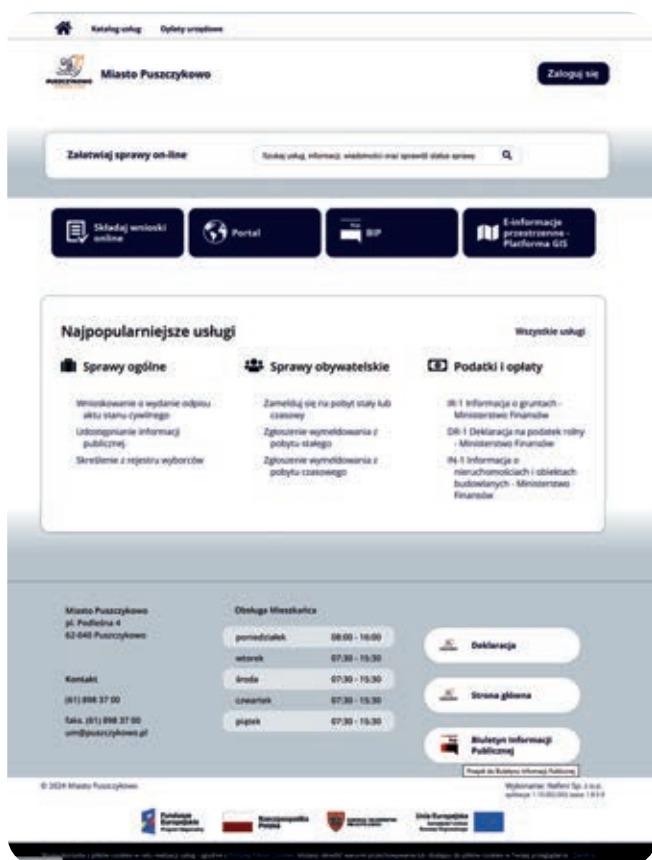 Katalog usług Opłaty urzędowe
PUSZCZYKOWO
Miasto Puszczykowo
Zaloguj się
Załatwiaj sprawy on-line
Szukaj usług, informacji, wiadomości oraz sprawdź status sprawy
Składaj wnioski
online
Portal
BIP
E-informacje
przestrzenne -
Platforma GIS
Najpopularniejsze usługi
Wszystkie usługi
Sprawy ogólne
Wnioskowanie o wydanie odpisu
aktu stanu cywilnego
Udostępnianie informacji
publicznej
Skreślenie z rejestru wyborców
Sprawy obywatelskie
Zamelduj się na pobyt stały lub
czasowy
Zgłoszenie wymeldowania z
pobytu stałego
Zgłoszenie wymeldowania z
pobytu czasowego
Podatki i opłaty
IR-1 Informacja o gruntach -
Ministerstwo Finansów
DR-1 Deklaracja na podatek rolny
- Ministerstwo Finansów
IN-1 Informacja o
nieruchomościach i obiektach
budowlanych - Ministerstwo
Finansów
Miasto Puszczykowo
pl. Podleśna 4
62-040 Puszczykowo
Kontakt
(61) 898 37 00
faks. (61) 898 37 00
um@puszczykowo.pl
Obsługa Mieszkańca
poniedziałek 08:00 - 16:00
wtorek 07:30 - 15:30
środa 07:30 - 15:30
czwartek 07:30 - 15:30
piątek 07:30 - 15:30
Deklaracja
Strona główna
Biuletyn Informacji
Publicznej
Przejdź do Biuletynu Informacji Publicznej
© 2024 Miasto Puszczykowo
Wykonanie: Nefeni Sp. z o.o.
Fundusze
Europejskie
Program Regionalny
Rzeczpospolita
Polska
Unia Europejska